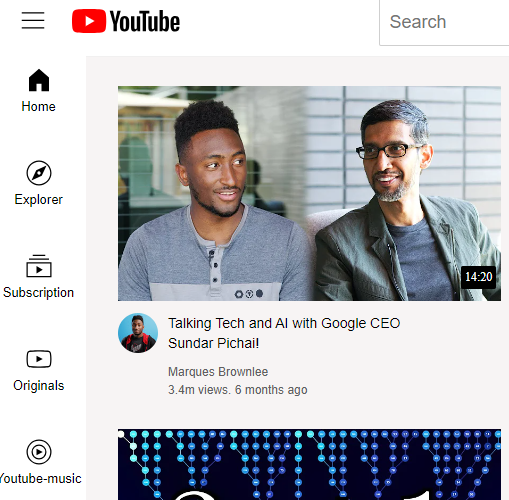 YouTube
Search
Home
Explorer
Subscription
Originals
Youtube-music
14:20
Talking Tech and AI with Google CEO
Sundar Pichai!
Marques Brownlee
3.4m views. 6 months ago